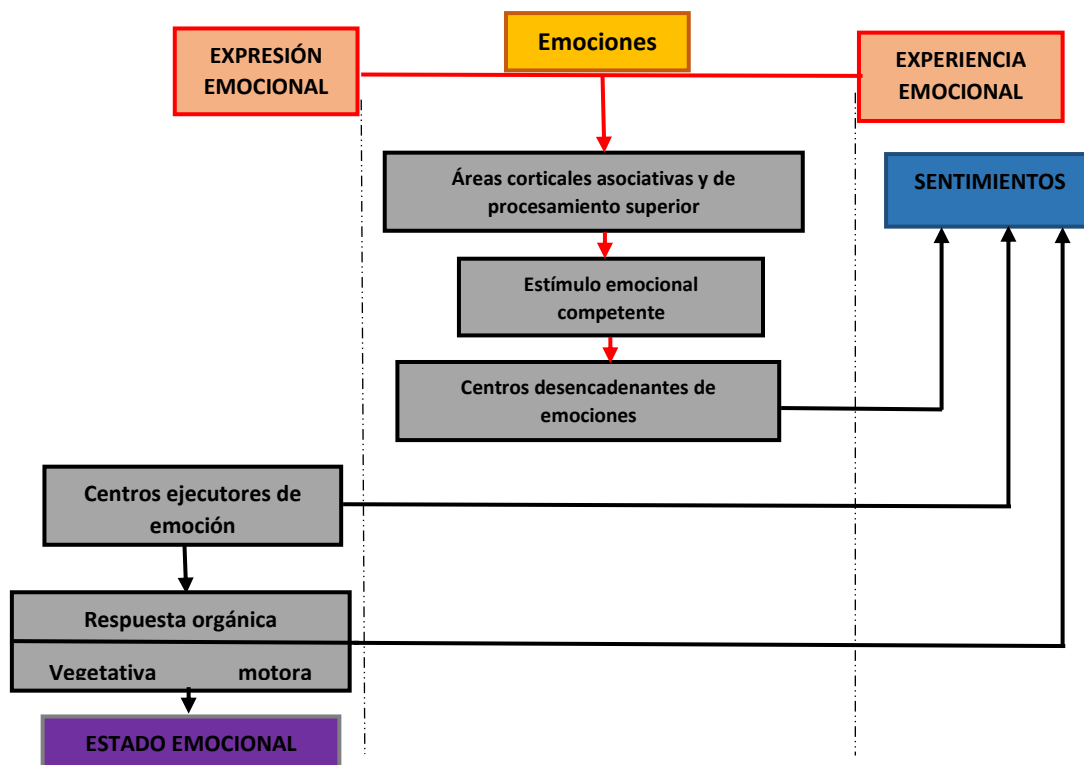 Emociones
EXPRESIÓN
EMOCIONAL
EXPERIENCIA
EMOCIONAL
Áreas corticales asociativas y de
procesamiento superior
SENTIMIENTOS
Estímulo emocional
competente
Centros desencadenantes de
emociones
Centros ejecutores de
emoción
Respuesta orgánica
Vegetativa motora
ESTADO EMOCIONAL